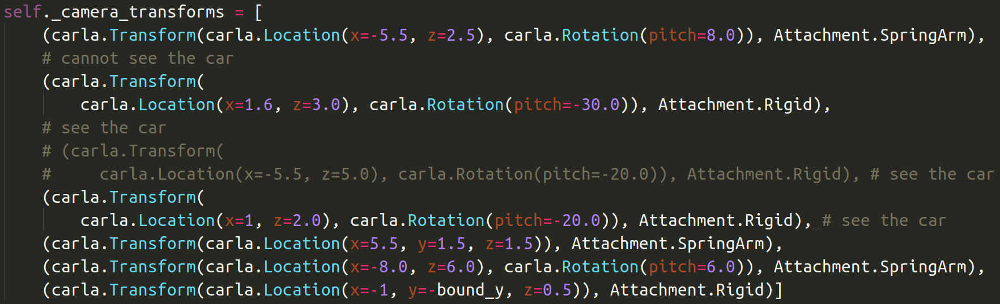 self._camera_transforms = [
    (carla.Transform(carla.Location(x=-5.5, z=2.5), carla.Rotation(pitch=8.0)), Attachment.SpringArm),
    # cannot see the car
    (carla.Transform(
        carla.Location(x=1.6, z=3.0), carla.Rotation(pitch=-30.0)), Attachment.Rigid),
    # see the car
    # (carla.Transform(
    #     carla.Location(x=-5.5, z=5.0), carla.Rotation(pitch=-20.0)), Attachment.Rigid), # see the car
    (carla.Transform(
        carla.Location(x=1, z=2.0), carla.Rotation(pitch=-20.0)), Attachment.Rigid), # see the car
    (carla.Transform(carla.Location(x=5.5, y=1.5, z=1.5)), Attachment.SpringArm),
    (carla.Transform(carla.Location(x=-8.0, z=6.0), carla.Rotation(pitch=6.0)), Attachment.SpringArm),
    (carla.Transform(carla.Location(x=-1, y=-bound_y, z=0.5)), Attachment.Rigid)]